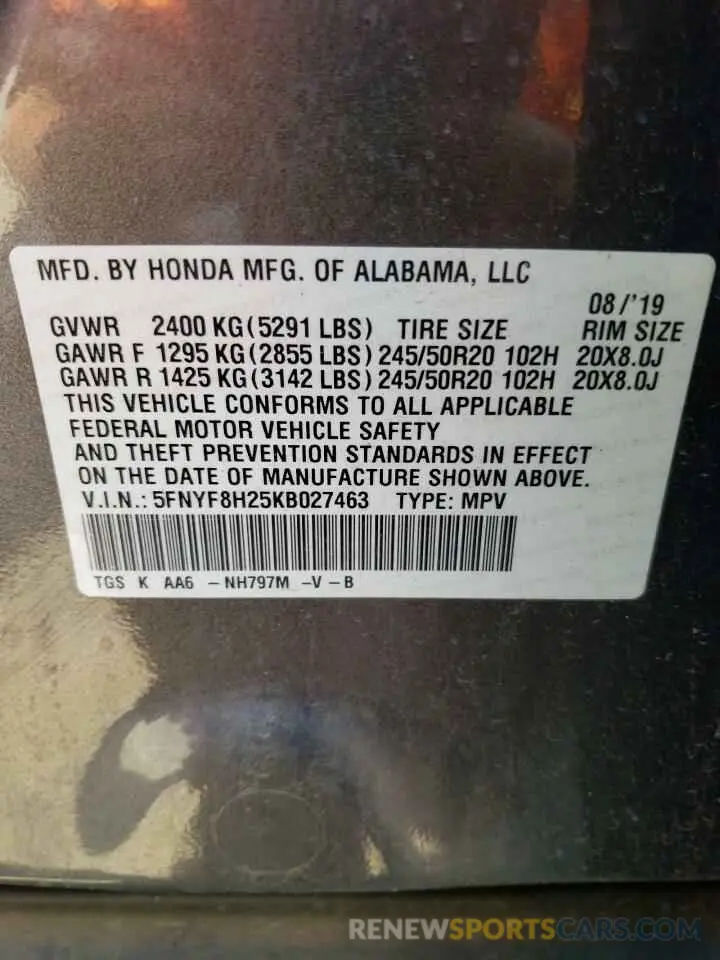 MFD. BY HONDA MFG. OF ALABAMA, LLC
08/'19
GVWR 2400 KG(5291 LBS) TIRE SIZE RIM SIZE
GAWR F 1295 KG(2855 LBS) 245/50R20 102H 20X8.0J
GAWR R 1425 KG(3142 LBS) 245/50R20 102H 20X8.0J
THIS VEHICLE CONFORMS TO ALL APPLICABLE
FEDERAL MOTOR VEHICLE SAFETY
AND THEFT PREVENTION STANDARDS IN EFFECT
ON THE DATE OF MANUFACTURE SHOWN ABOVE.
V.I.N.: 5FNYF8H25KB027463 TYPE: MPV
TGS K AA6 -NH797M -V-B
RENEWSPORTSCARS.COM